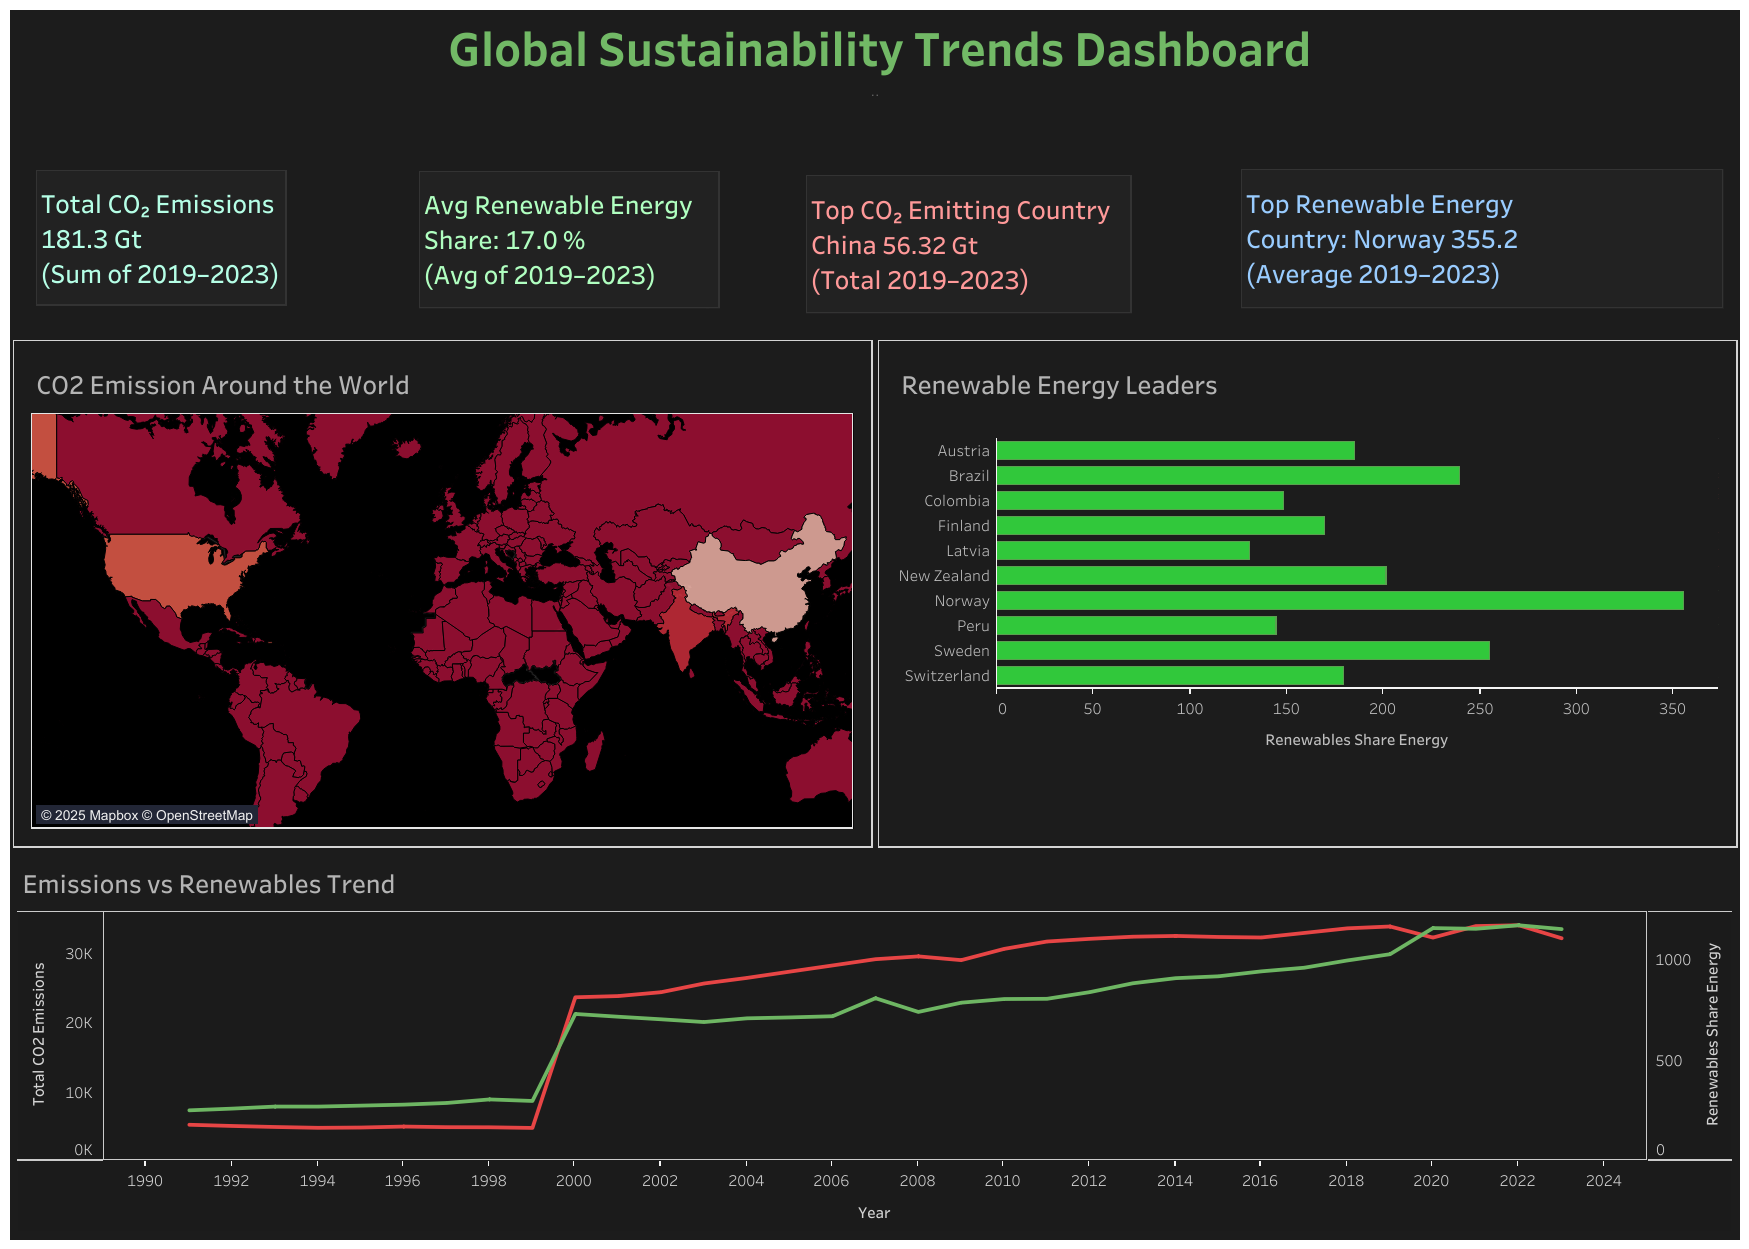 Global Sustainability Trends Dashboard
..
Total CO₂ Emissions
181.3 Gt
(Sum of 2019–2023)
Avg Renewable Energy
Share: 17.0 %
(Avg of 2019–2023)
Top CO₂ Emitting Country
China 56.32 Gt
(Total 2019–2023)
Top Renewable Energy
Country: Norway 355.2
(Average 2019–2023)
CO2 Emission Around the World
© 2025 Mapbox © OpenStreetMap
Renewable Energy Leaders
Austria
Brazil
Colombia
Finland
Latvia
New Zealand
Norway
Peru
Sweden
Switzerland
0 50 100 150 200 250 300 350
Renewables Share Energy
Emissions vs Renewables Trend
Total CO2 Emissions
30K
20K
10K
0K
1000
500
0
Renewables Share Energy
1990 1992 1994 1996 1998 2000 2002 2004 2006 2008 2010 2012 2014 2016 2018 2020 2022 2024
Year